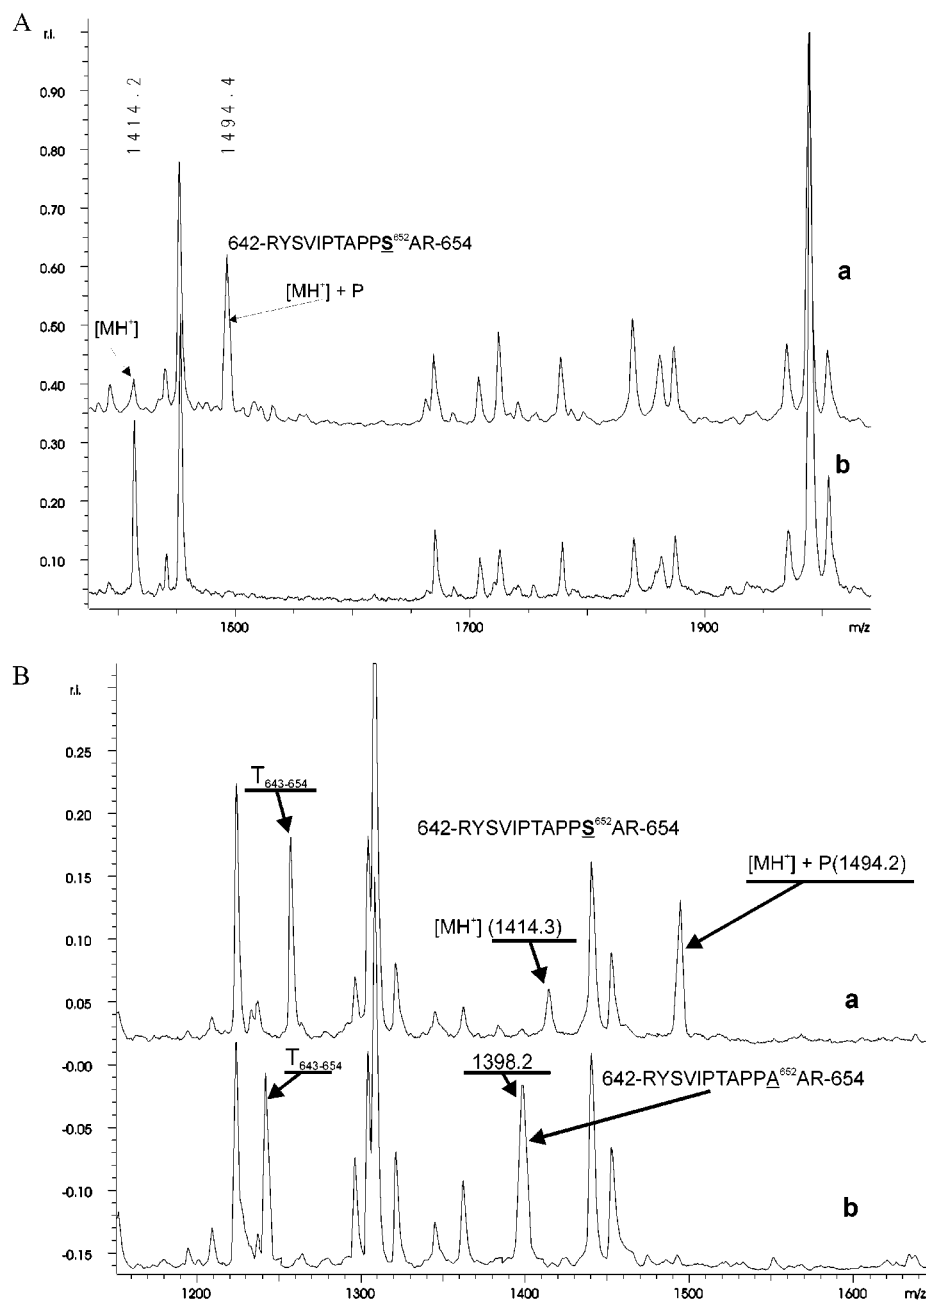 A
r.i.
1414.2
1494.4
0.90
0.80
0.70
642-RYSVIPTAPPS⁶⁵²AR-654
0.60
[MH⁺] + P
a
0.50
[MH⁺]
0.40
0.30
b
0.20
0.10
1500
1700
1900
m/z
B
r.i.
0.25
T643-654
0.20
642-RYSVIPTAPPS⁶⁵²AR-654
[MH⁺] + P(1494.2)
0.15
[MH⁺] (1414.3)
0.10
0.05
a
-0.00
T643-654
1398.2
642-RYSVIPTAPPA⁶⁵²AR-654
-0.05
-0.10
b
-0.15
1200
1300
1400
1500
1600
m/z